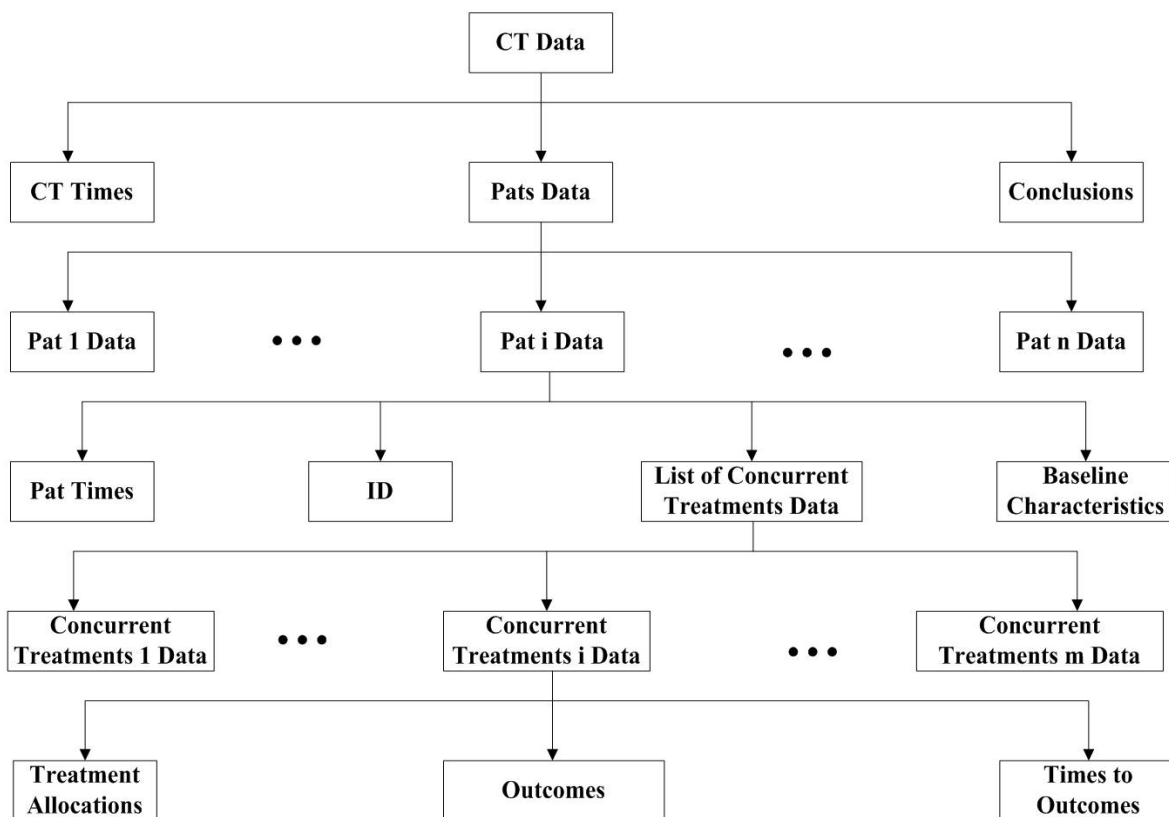 CT Data
CT Times
Pats Data
Conclusions
Pat 1 Data
• • •
Pat i Data
• • •
Pat n Data
Pat Times
ID
List of Concurrent
Treatments Data
Baseline
Characteristics
Concurrent
Treatments 1 Data
• • •
Concurrent
Treatments i Data
• • •
Concurrent
Treatments m Data
Treatment
Allocations
Outcomes
Times to
Outcomes